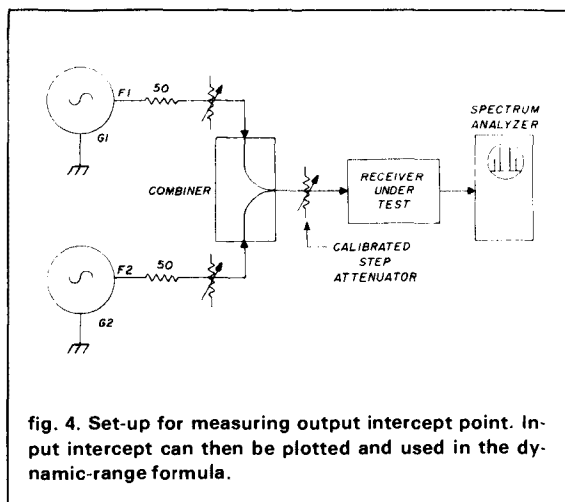 F1
50
G1
COMBINER
F2
50
G2
CALIBRATED
STEP
ATTENUATOR
RECEIVER
UNDER
TEST
SPECTRUM
ANALYZER
fig. 4. Set-up for measuring output intercept point. In-
put intercept can then be plotted and used in the dy-
namic-range formula.